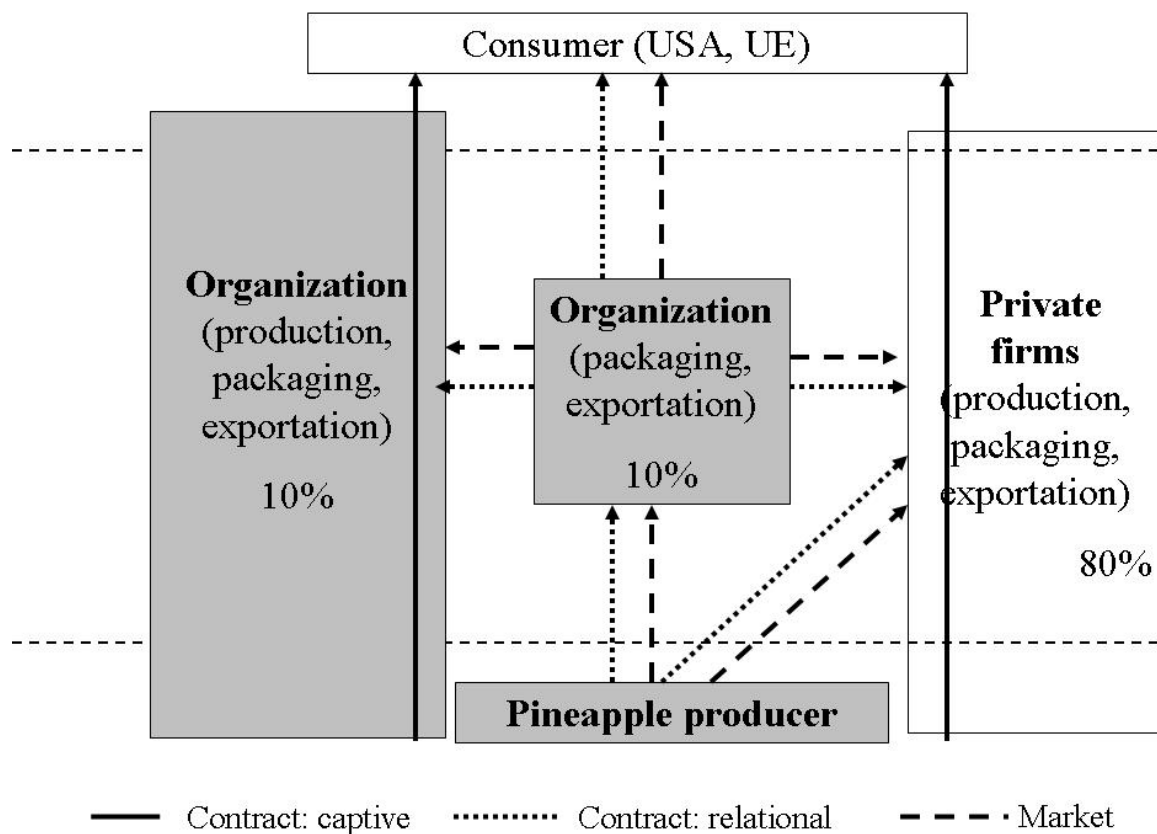 Consumer (USA, UE)
Organization
(production,
packaging,
exportation)
10%
Organization
(packaging,
exportation)
10%
Private
firms
(production,
packaging,
exportation)
80%
Pineapple producer
Contract: captive
Contract: relational
Market